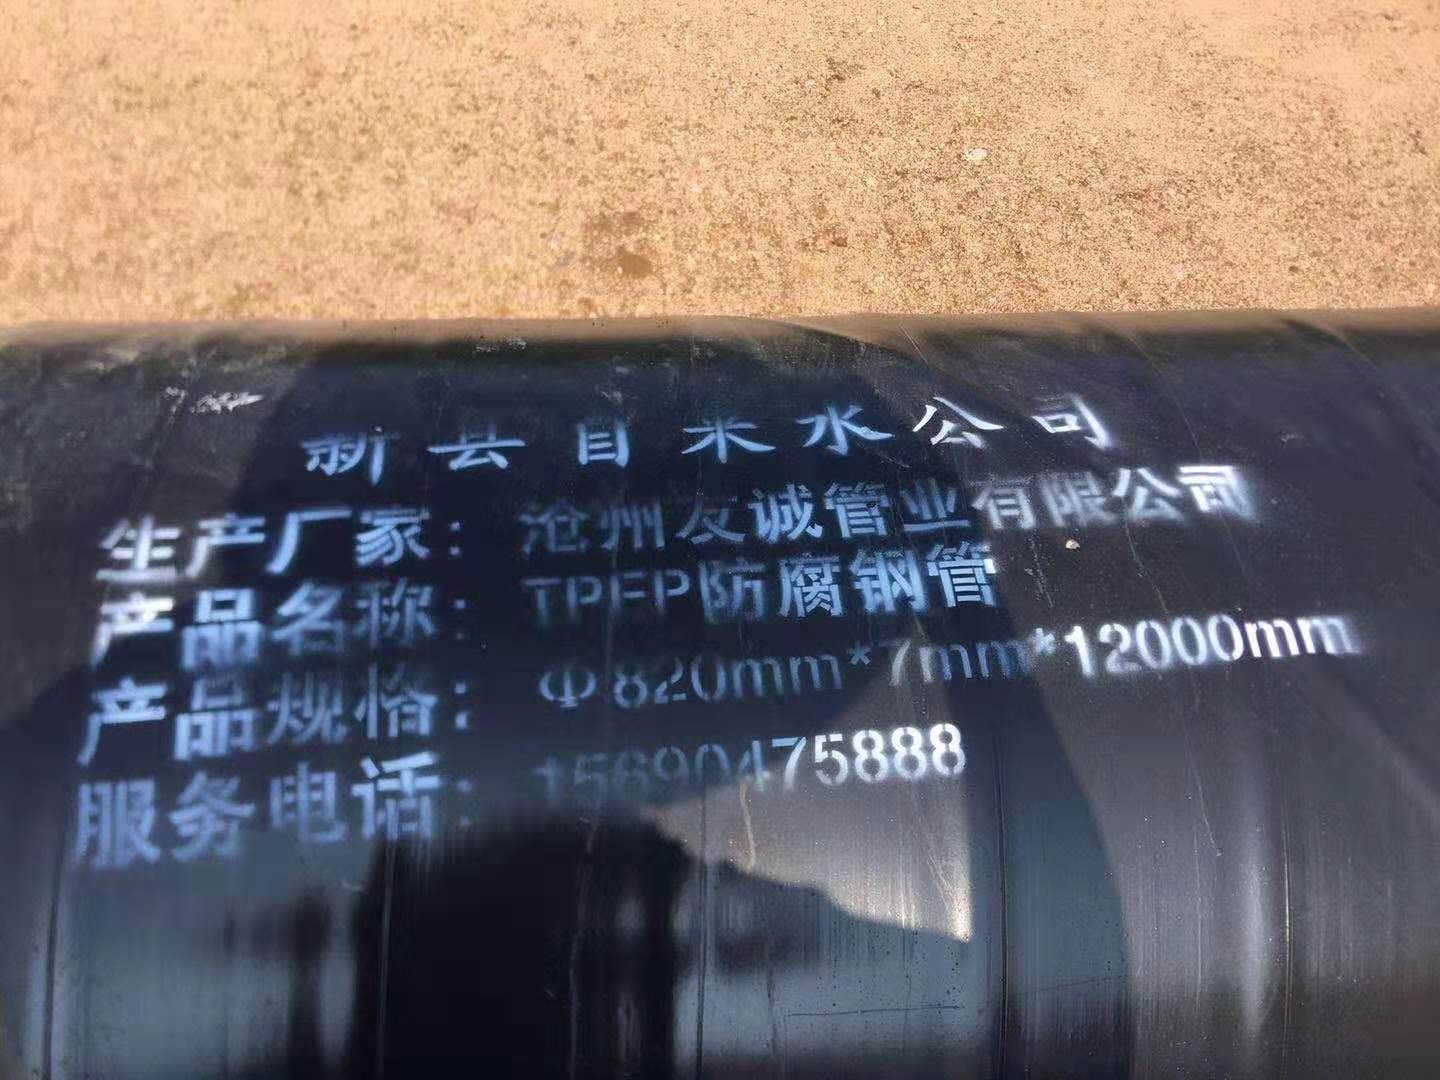 新县自来水公司
生产厂家：沧州友诚管业有限公司
产品名称：TPEP防腐钢管
产品规格：Φ820mm*7mm*12000mm
服务电话：15690475888